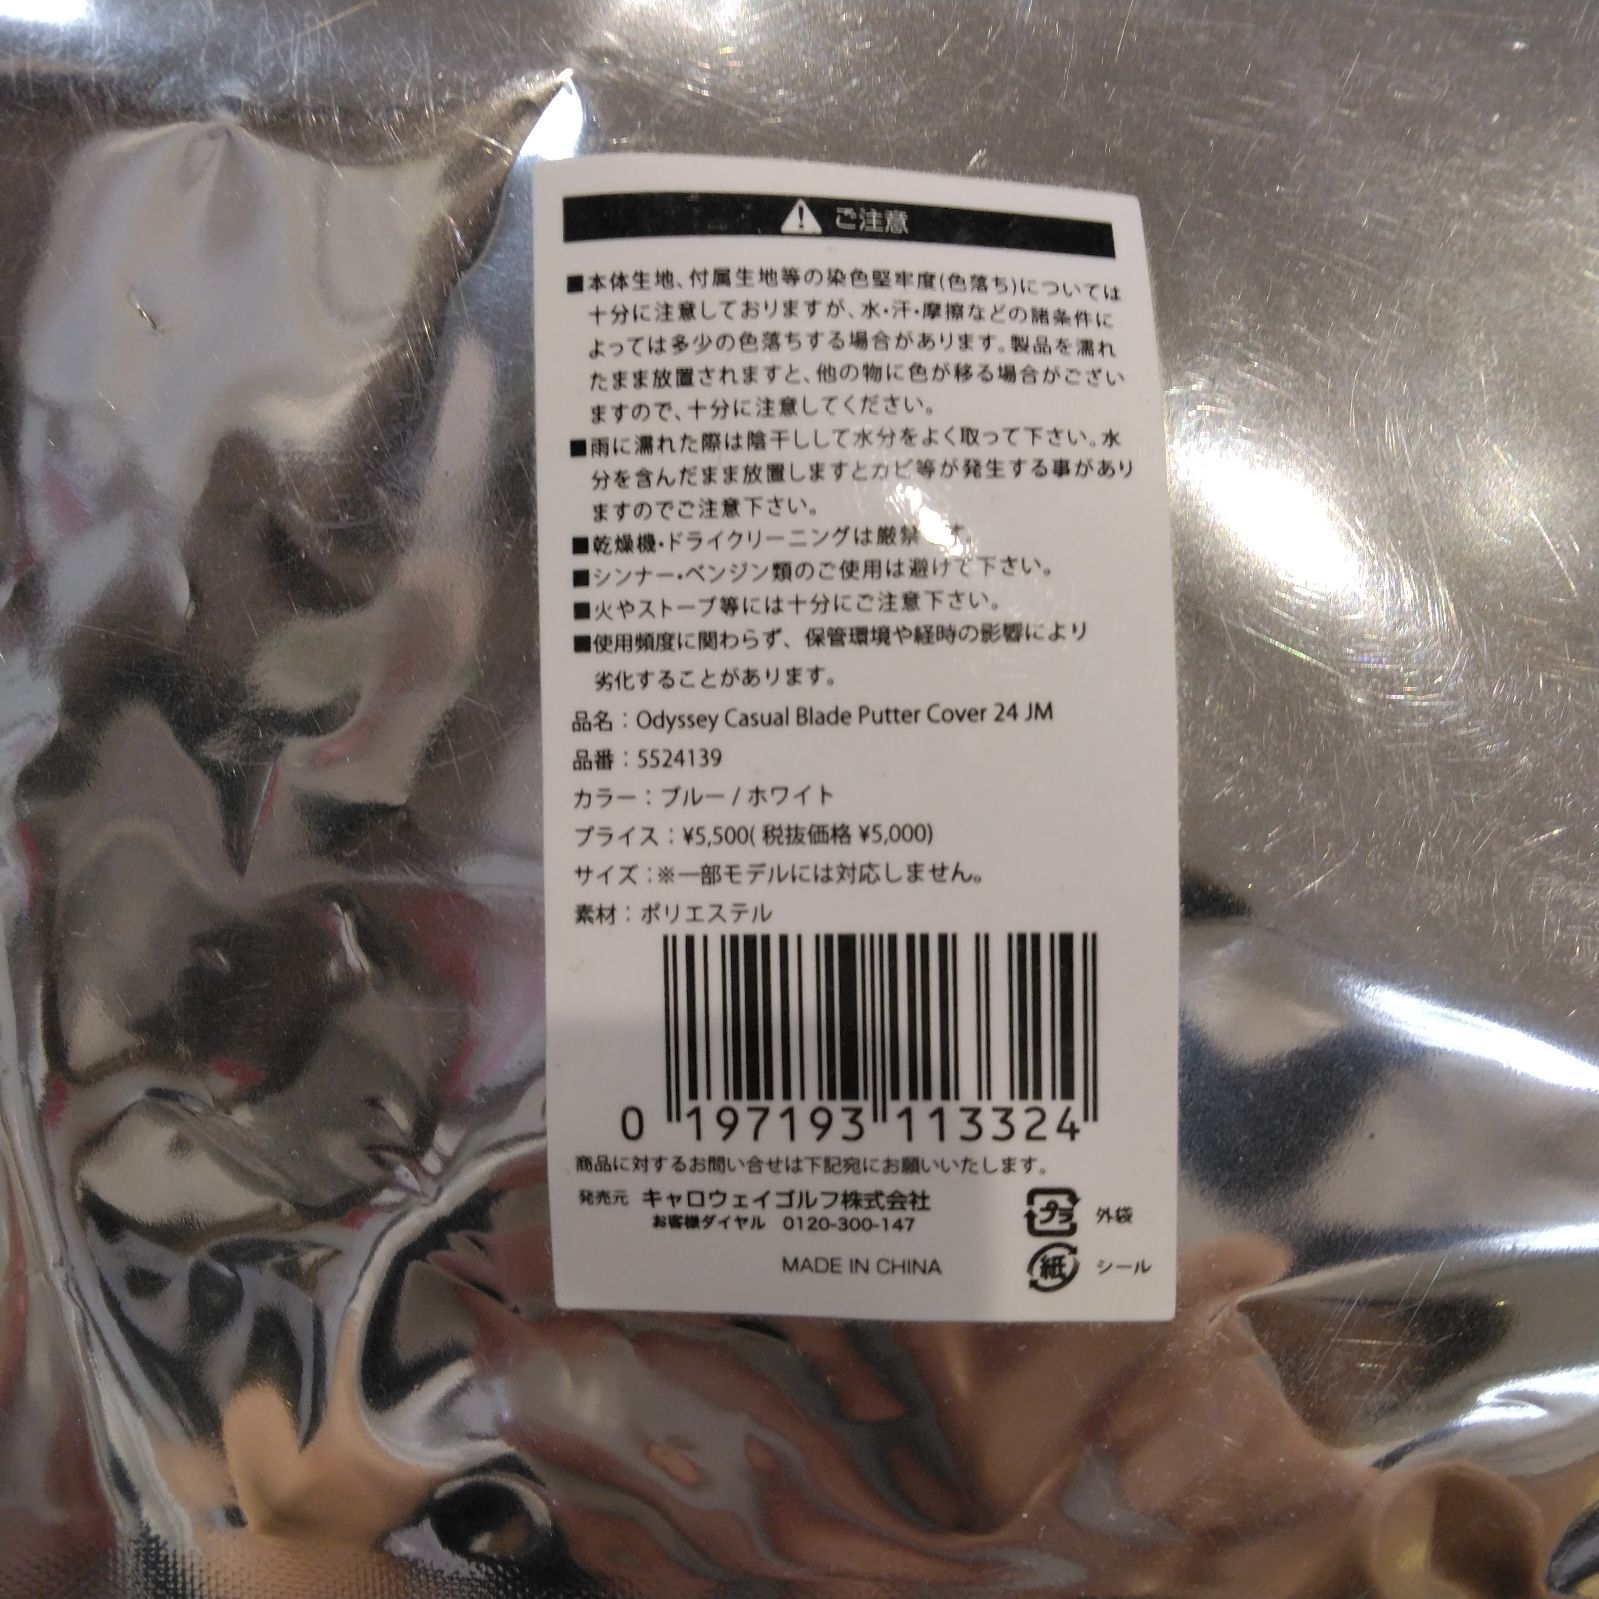 ご注意
■本体生地、付属生地等の染色堅牢度(色落ち)については
十分に注意しておりますが、水・汗・摩擦などの諸条件に
よっては多少の色落ちする場合があります。製品を濡れ
たまま放置されますと、他の物に色が移る場合がござい
ますので、十分に注意してください。
■雨に濡れた際は陰干しして水分をよく取って下さい。水
分を含んだまま放置しますとカビ等が発生する事があり
ますのでご注意下さい。
■乾燥機・ドライクリーニングは厳禁です。
■シンナー・ベンジン類のご使用は避けて下さい。
■火やストーブ等には十分にご注意下さい。
■使用頻度に関わらず、保管環境や経時の影響により
劣化することがあります。
品名：Odyssey Casual Blade Putter Cover 24 JM
品番：5524139
カラー：ブルー / ホワイト
プライス：¥5,500( 税抜価格 ¥5,000)
サイズ：※一部モデルには対応しません。
素材：ポリエステル
0 197193 113324
商品に対するお問い合せは下記宛にお願いいたします。
発売元 キャロウェイゴルフ株式会社
お客様ダイヤル 0120-300-147
MADE IN CHINA
プラ 外袋
紙 シール